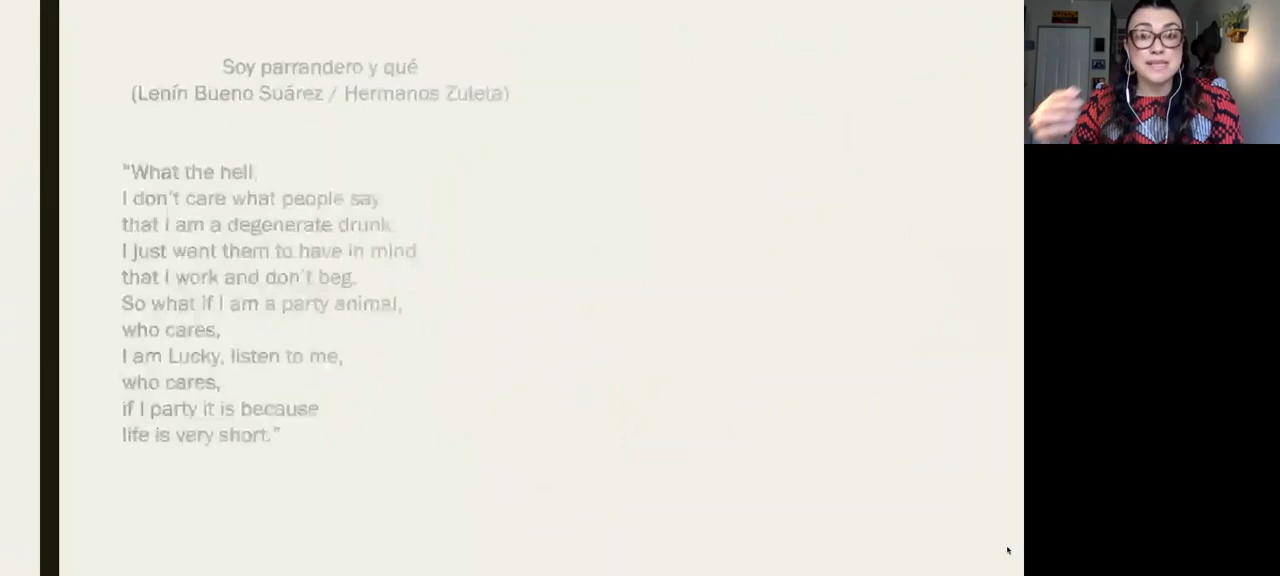 Soy parrandero y qué
(Lenín Bueno Suárez / Hermanos Zuleta)
"What the hell
I don't care what people say
that I am a degenerate drunk.
I just want them to have in mind
that I work and don't beg.
So what if I am a party animal,
who cares,
I am Lucky, listen to me,
who cares,
if I party it is because
life is very short."